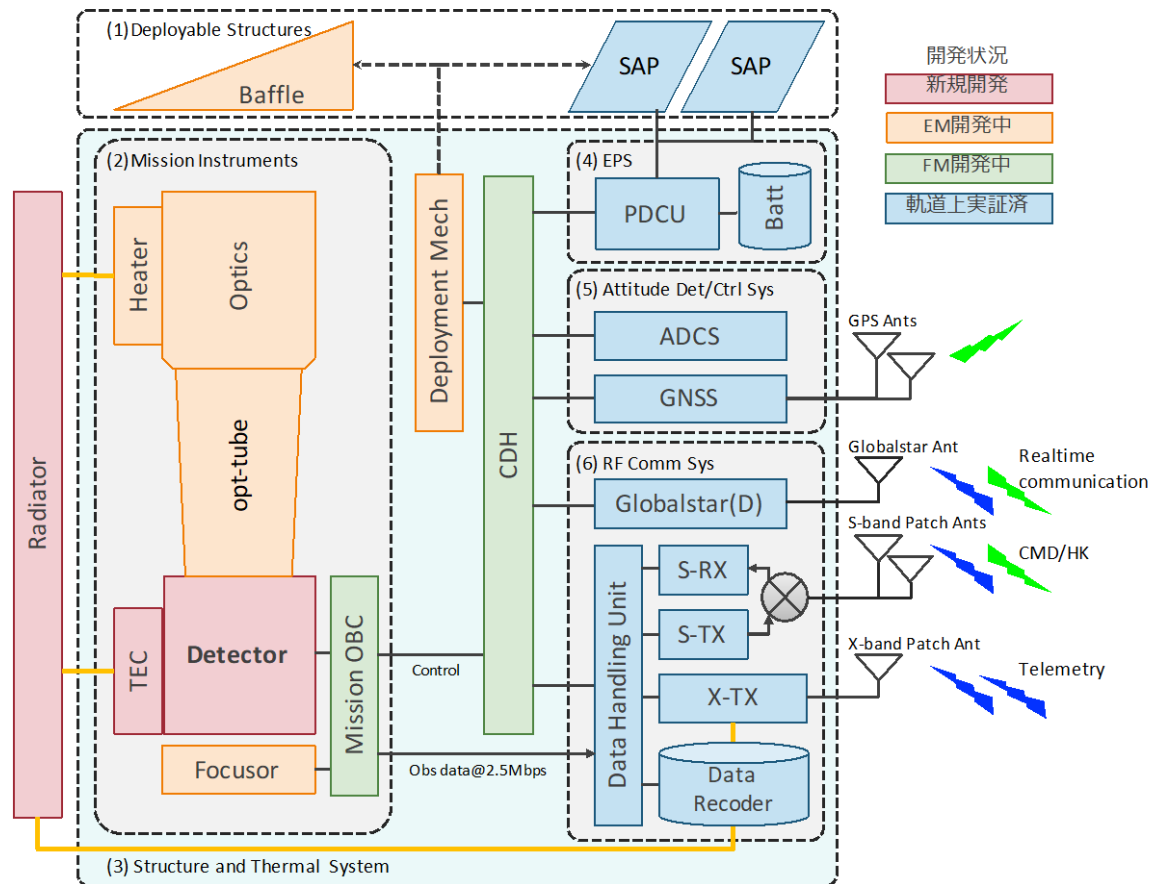 (1)Deployable Structures
Baffle
SAP
SAP
開発状況
新規開発
EM開発中
FM開発中
軌道上実証済
(2)Mission Instruments
Radiator
Heater
Optics
opt-tube
TEC
Detector
Mission OBC
Focusor
Deployment Mech
CDH
Control
Obs data@2.5Mbps
(3) Structure and Thermal System
(4) EPS
PDCU
Batt
(5) Attitude Det/Ctrl Sys
ADCS
GNSS
GPS Ants
(6) RF Comm Sys
Globalstar(D)
Globalstar Ant
Realtime
communication
Data Handling Unit
S-RX
S-TX
X-TX
Data
Recoder
S-band Patch Ants
CMD/HK
X-band Patch Ant
Telemetry